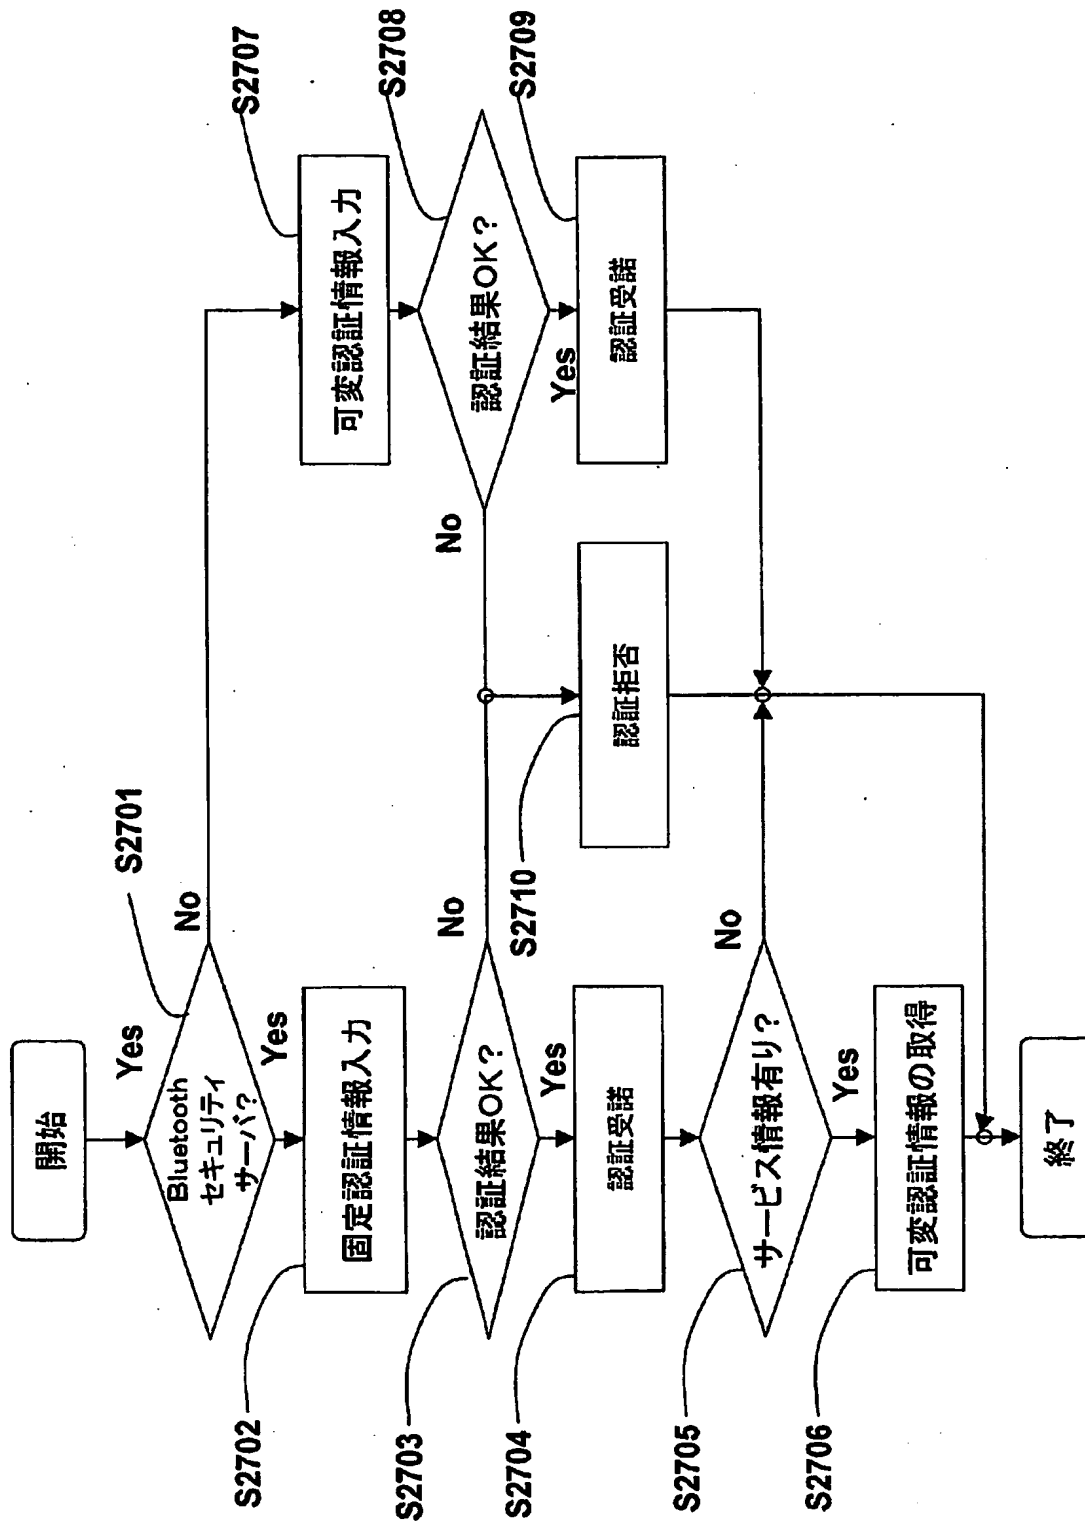 開始
Yes
S2701
Bluetooth
セキュリティ
サーバ?
No
Yes
S2702
固定認証情報入力
S2707
可変認証情報入力
S2703
認証結果OK?
No
Yes
S2708
認証結果OK?
No
Yes
S2704
認証受諾
S2710
認証拒否
S2709
認証受諾
S2705
サービス情報有り?
No
Yes
S2706
可変認証情報の取得
終了